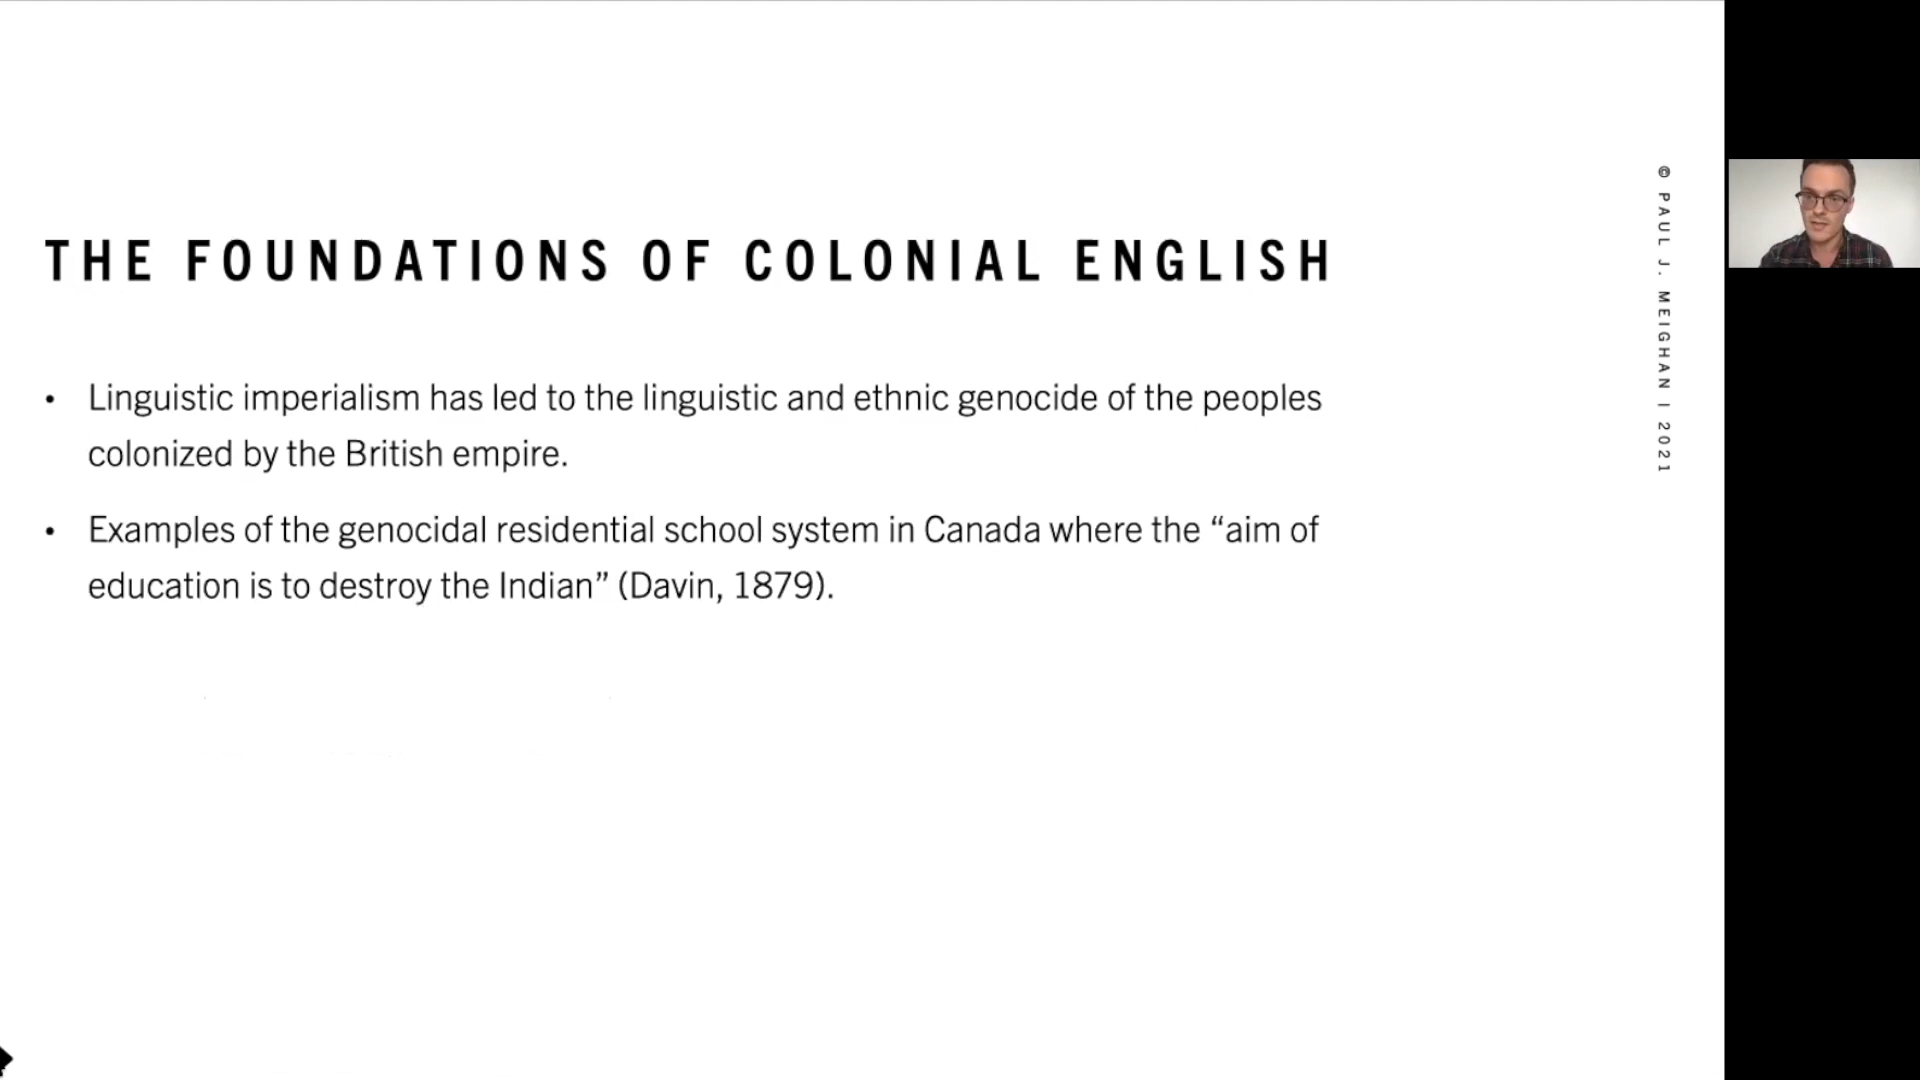 THE FOUNDATIONS OF COLONIAL ENGLISH
• Linguistic imperialism has led to the linguistic and ethnic genocide of the peoples
colonized by the British empire.
• Examples of the genocidal residential school system in Canada where the “aim of
education is to destroy the Indian” (Davin, 1879).
© PAUL J. MEIGHAN | 2021